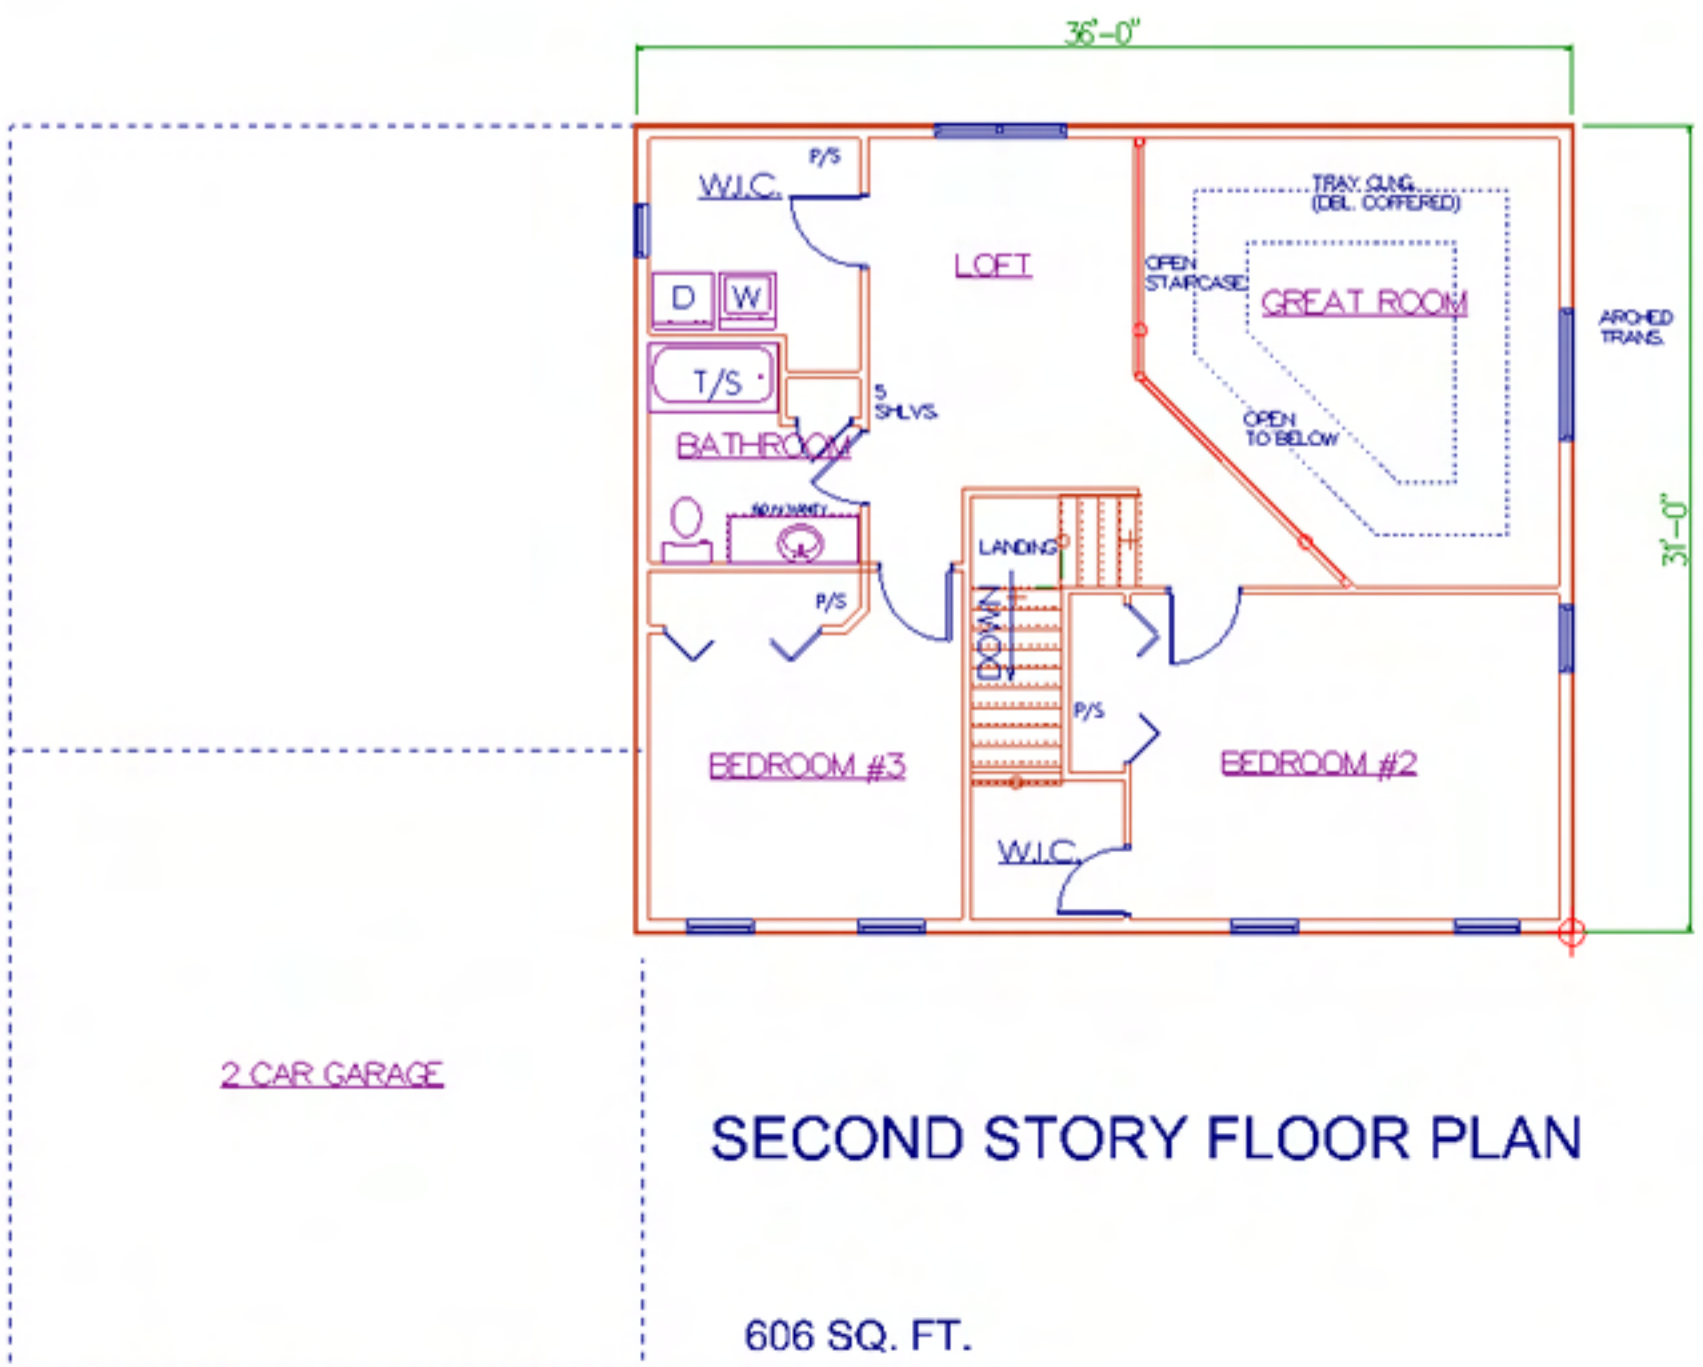 36'-0"
P/S
W.I.C.
TRAY CLNG.
(DBL. COFFERED)
LOFT
OPEN
STAIRCASE
GREAT ROOM
D
W
ARCHED
TRANS.
T/S
5
SHLVS.
OPEN
TO BELOW
BATHROOM
LANDING
31'-0"
P/S
DOWN
P/S
BEDROOM #3
BEDROOM #2
W.I.C.
2 CAR GARAGE
SECOND STORY FLOOR PLAN
606 SQ. FT.